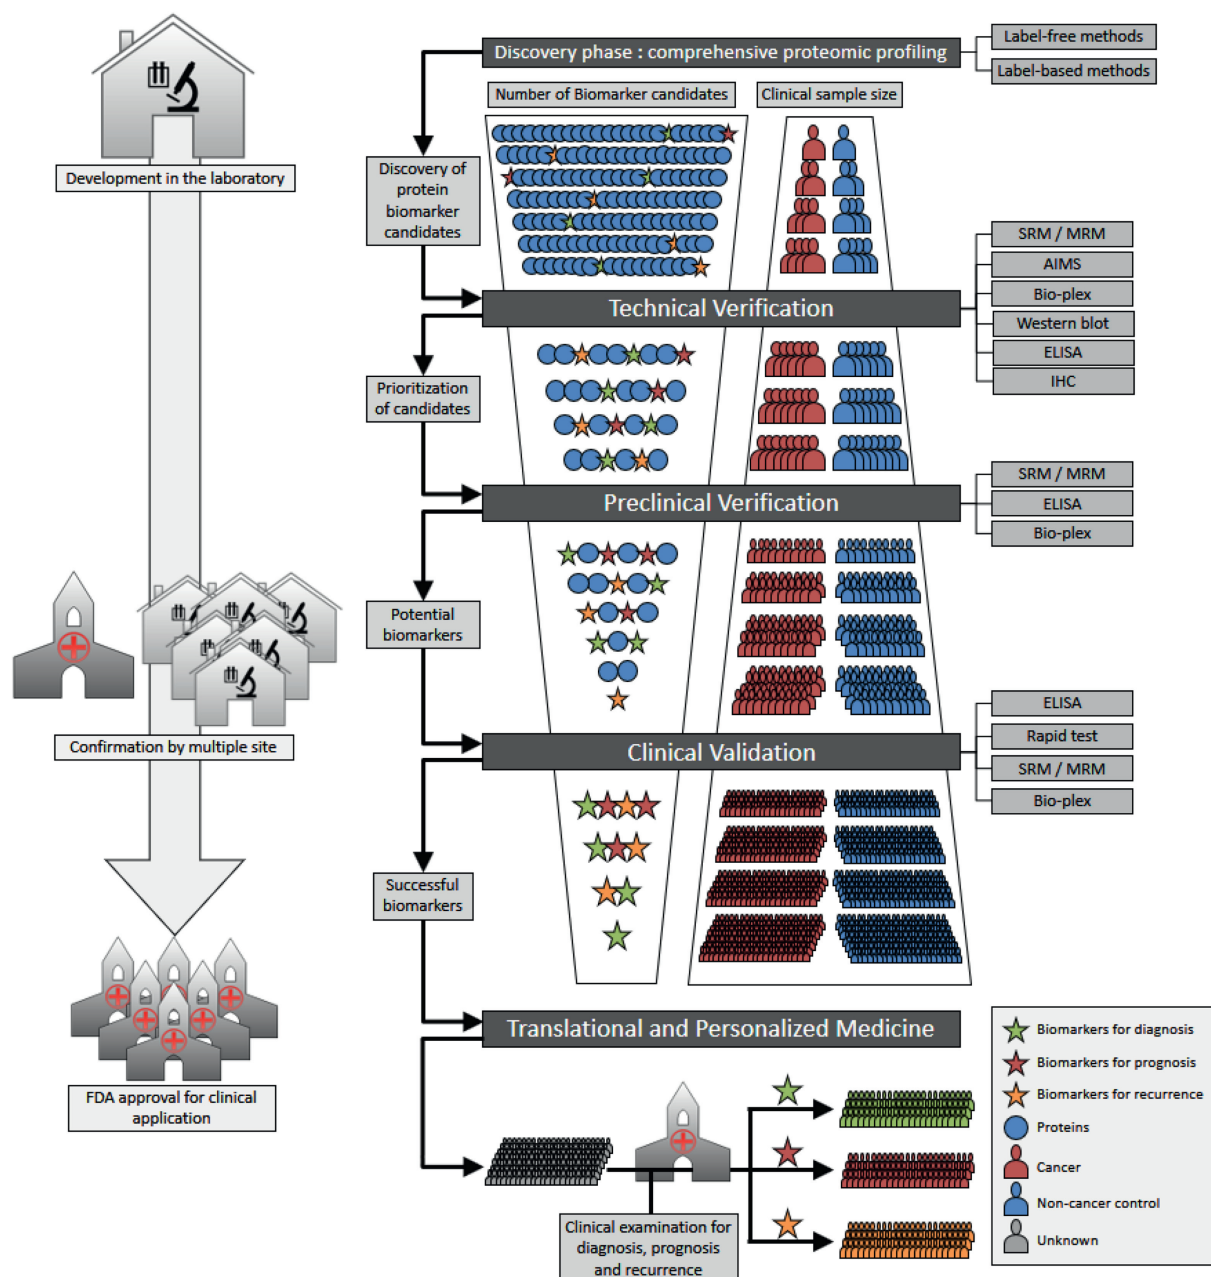 Development in the laboratory
Confirmation by multiple site
FDA approval for clinical
application
Discovery phase : comprehensive proteomic profiling
Label-free methods
Label-based methods
Number of Biomarker candidates
Clinical sample size
Discovery of
protein
biomarker
candidates
Technical Verification
SRM / MRM
AIMS
Bio-plex
Western blot
ELISA
IHC
Prioritization
of candidates
Preclinical Verification
SRM / MRM
ELISA
Bio-plex
Potential
biomarkers
Clinical Validation
ELISA
Rapid test
SRM / MRM
Bio-plex
Successful
biomarkers
Translational and Personalized Medicine
Clinical examination for
diagnosis, prognosis
and recurrence
Biomarkers for diagnosis
Biomarkers for prognosis
Biomarkers for recurrence
Proteins
Cancer
Non-cancer control
Unknown